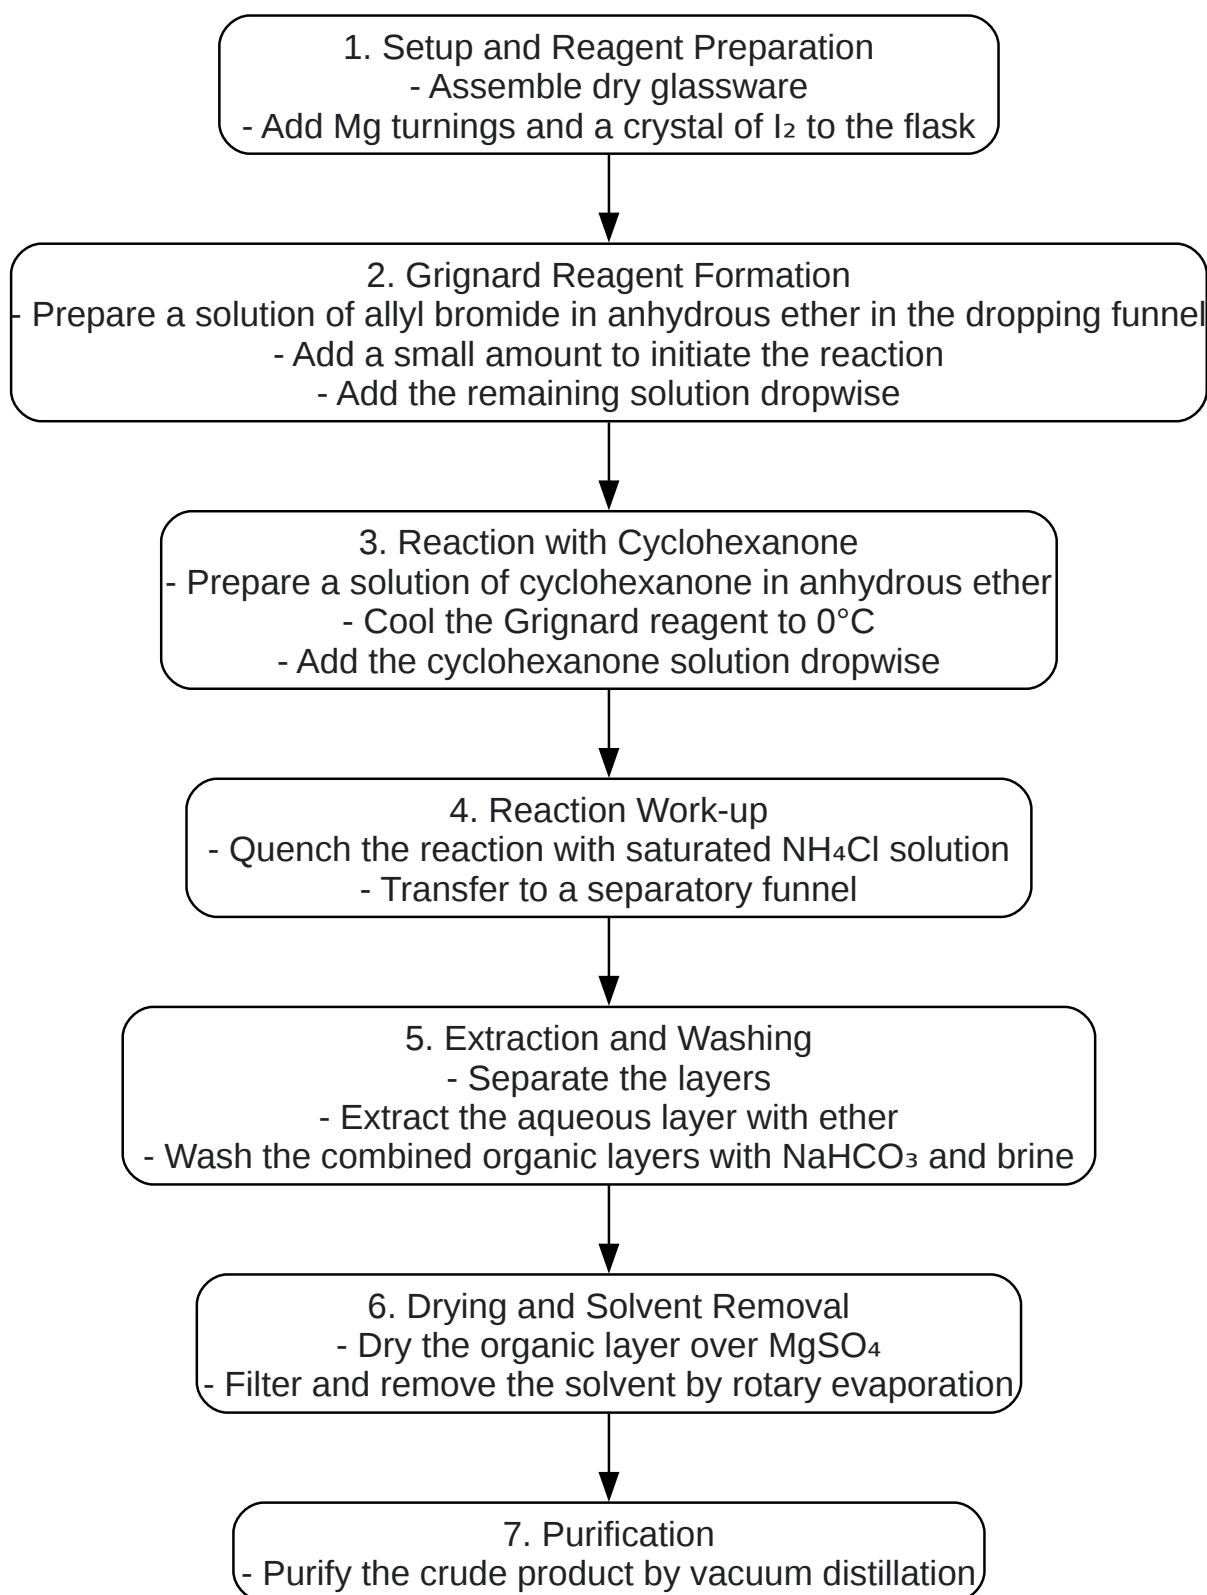 1. Setup and Reagent Preparation
- Assemble dry glassware
- Add Mg turnings and a crystal of I₂ to the flask
2. Grignard Reagent Formation
- Prepare a solution of allyl bromide in anhydrous ether in the dropping funnel
- Add a small amount to initiate the reaction
- Add the remaining solution dropwise
3. Reaction with Cyclohexanone
- Prepare a solution of cyclohexanone in anhydrous ether
- Cool the Grignard reagent to 0°C
- Add the cyclohexanone solution dropwise
4. Reaction Work-up
- Quench the reaction with saturated NH₄Cl solution
- Transfer to a separatory funnel
5. Extraction and Washing
- Separate the layers
- Extract the aqueous layer with ether
- Wash the combined organic layers with NaHCO₃ and brine
6. Drying and Solvent Removal
- Dry the organic layer over MgSO₄
- Filter and remove the solvent by rotary evaporation
7. Purification
- Purify the crude product by vacuum distillation